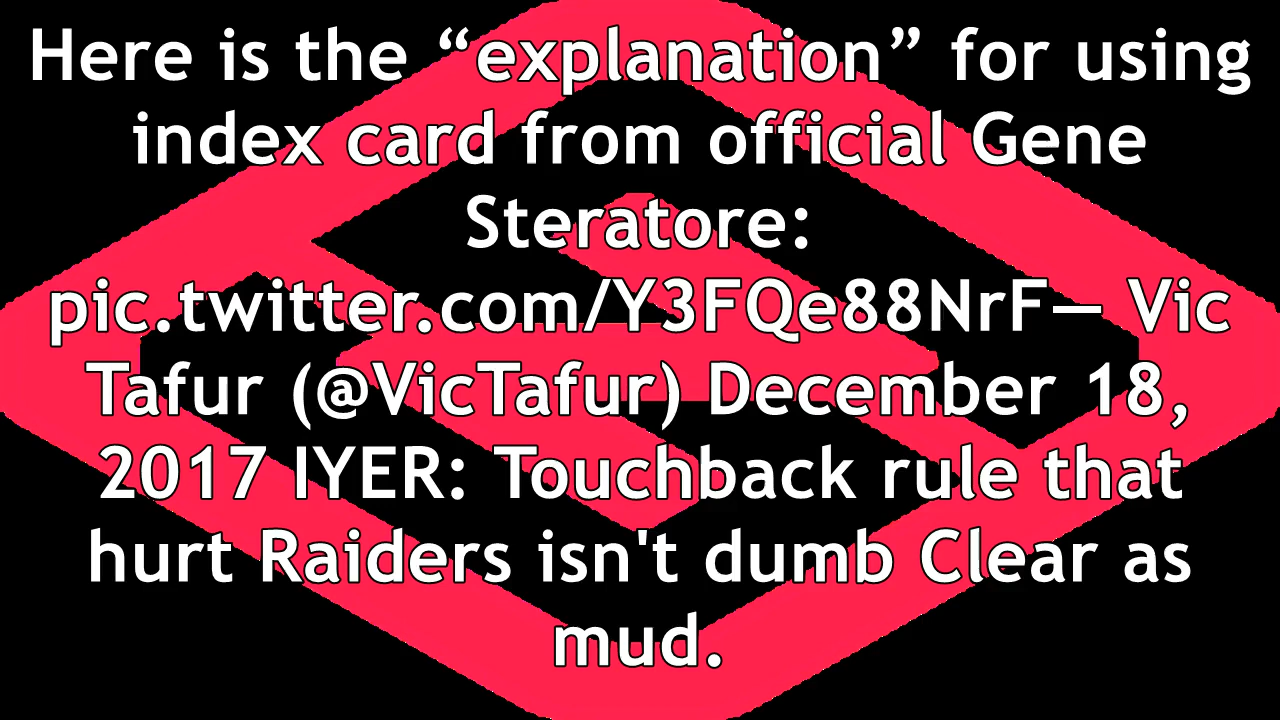 Here is the “explanation” for using
index card from official Gene
Steratore:
pic.twitter.com/Y3FQe88NrF— Vic
Tafur (@VicTafur) December 18,
2017 IYER: Touchback rule that
hurt Raiders isn't dumb Clear as
mud.